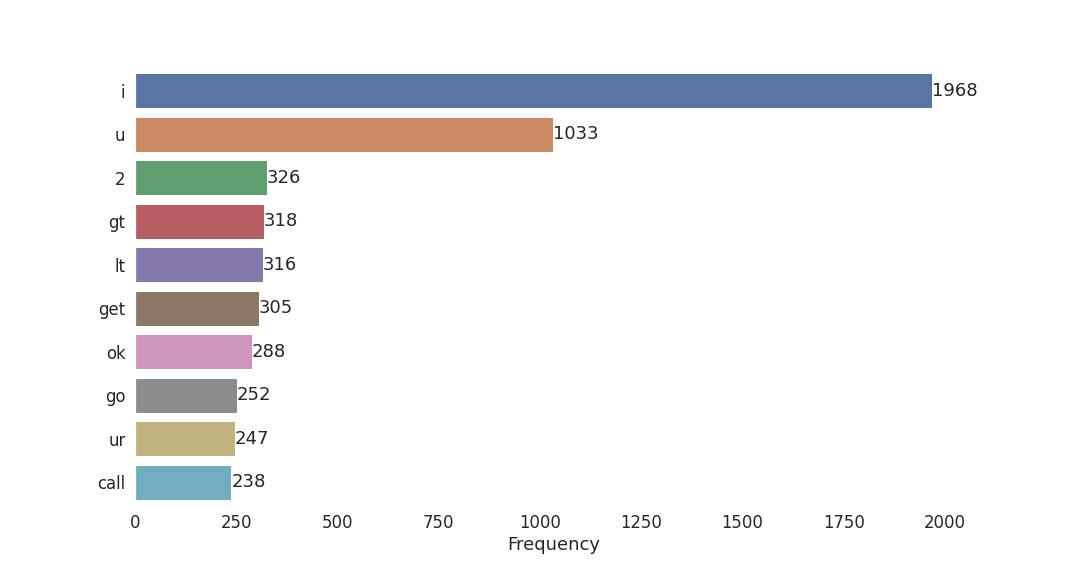 i 1968
u 1033
2 326
gt 318
lt 316
get 305
ok 288
go 252
ur 247
call 238
0 250 500 750 1000 1250 1500 1750 2000
Frequency